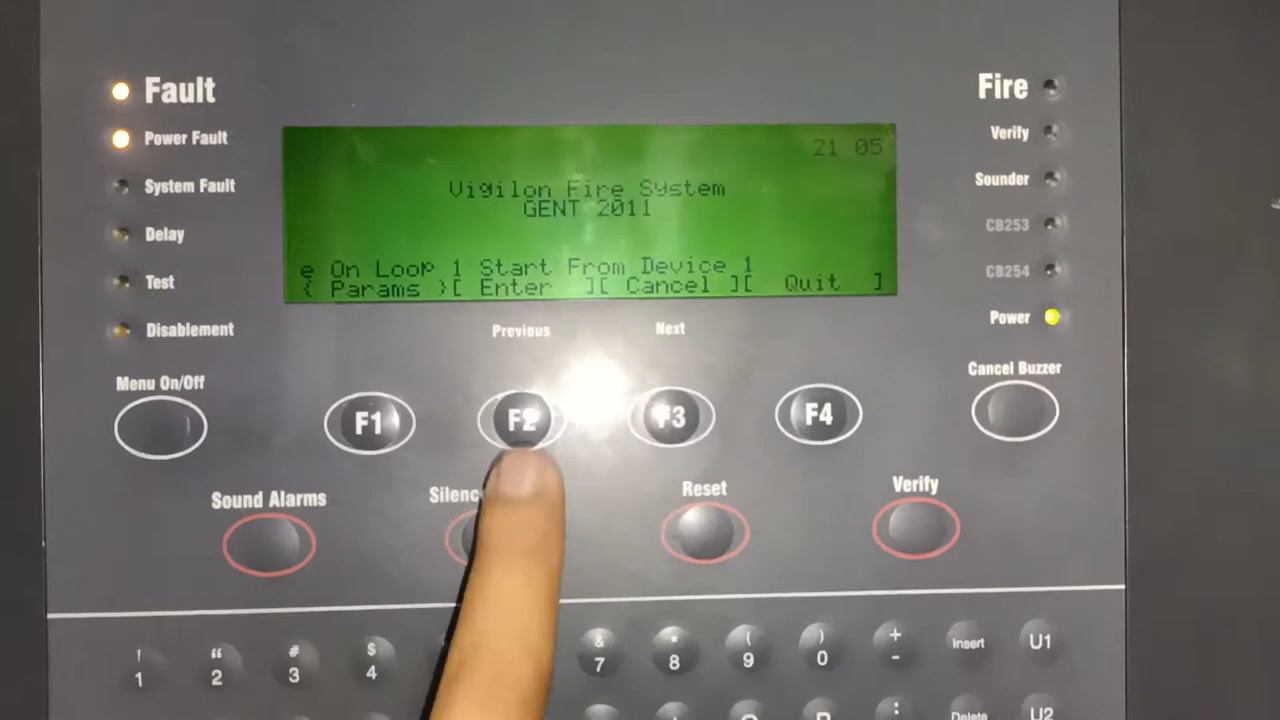 Fault
Power Fault
System Fault
Delay
Test
Disablement
Menu On/Off
21 05
Vigilon Fire System
GENT 2011
e On Loop 1 Start From Device 1
{ Params }[ Enter ][ Cancel ][ Quit ]
Fire
Verify
Sounder
CB253
CB254
Power
Cancel Buzzer
Previous
Next
F1
F2
F3
F4
Sound Alarms
Silenc
Reset
Verify
! " # $ & * ( ) +
1 2 3 4 7 8 9 0 - Insert U1
: Delete U2